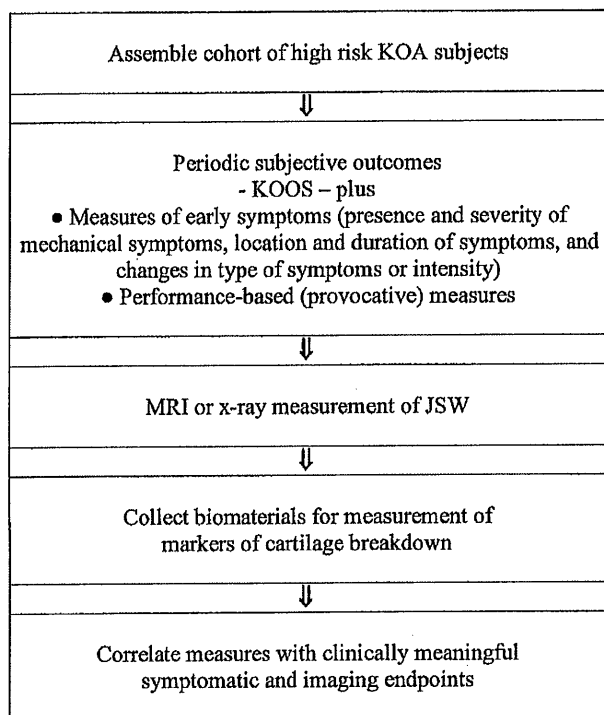 Assemble cohort of high risk KOA subjects
⇓
Periodic subjective outcomes
- KOOS – plus
● Measures of early symptoms (presence and severity of
mechanical symptoms, location and duration of symptoms, and
changes in type of symptoms or intensity)
● Performance-based (provocative) measures
⇓
MRI or x-ray measurement of JSW
⇓
Collect biomaterials for measurement of
markers of cartilage breakdown
⇓
Correlate measures with clinically meaningful
symptomatic and imaging endpoints